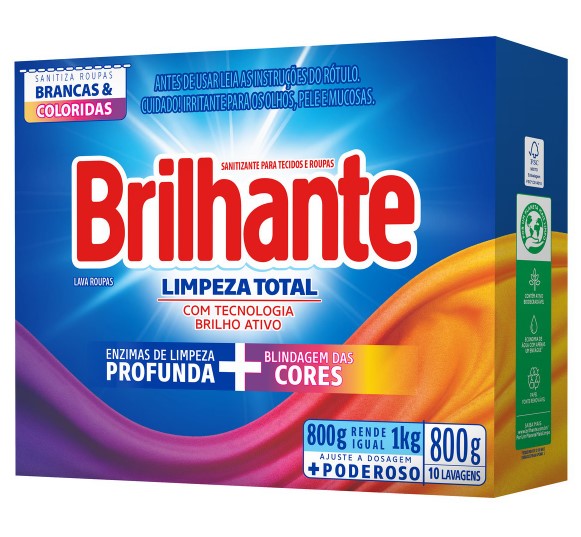 SANITIZA ROUPAS
BRANCAS &
COLORIDAS
ANTES DE USAR LEIA AS INSTRUÇÕES DO RÓTULO.
CUIDADO! IRRITANTE PARA OS OLHOS, PELE E MUCOSAS.
SANITIZANTE PARA TECIDOS E ROUPAS
Brilhante
LAVA ROUPAS
LIMPEZA TOTAL
COM TECNOLOGIA
BRILHO ATIVO
ENZIMAS DE LIMPEZA
PROFUNDA
+
BLINDAGEM DAS
CORES
800g RENDE IGUAL 1kg
AJUSTE A DOSAGEM
+PODEROSO
800g
10 LAVAGENS
FSC